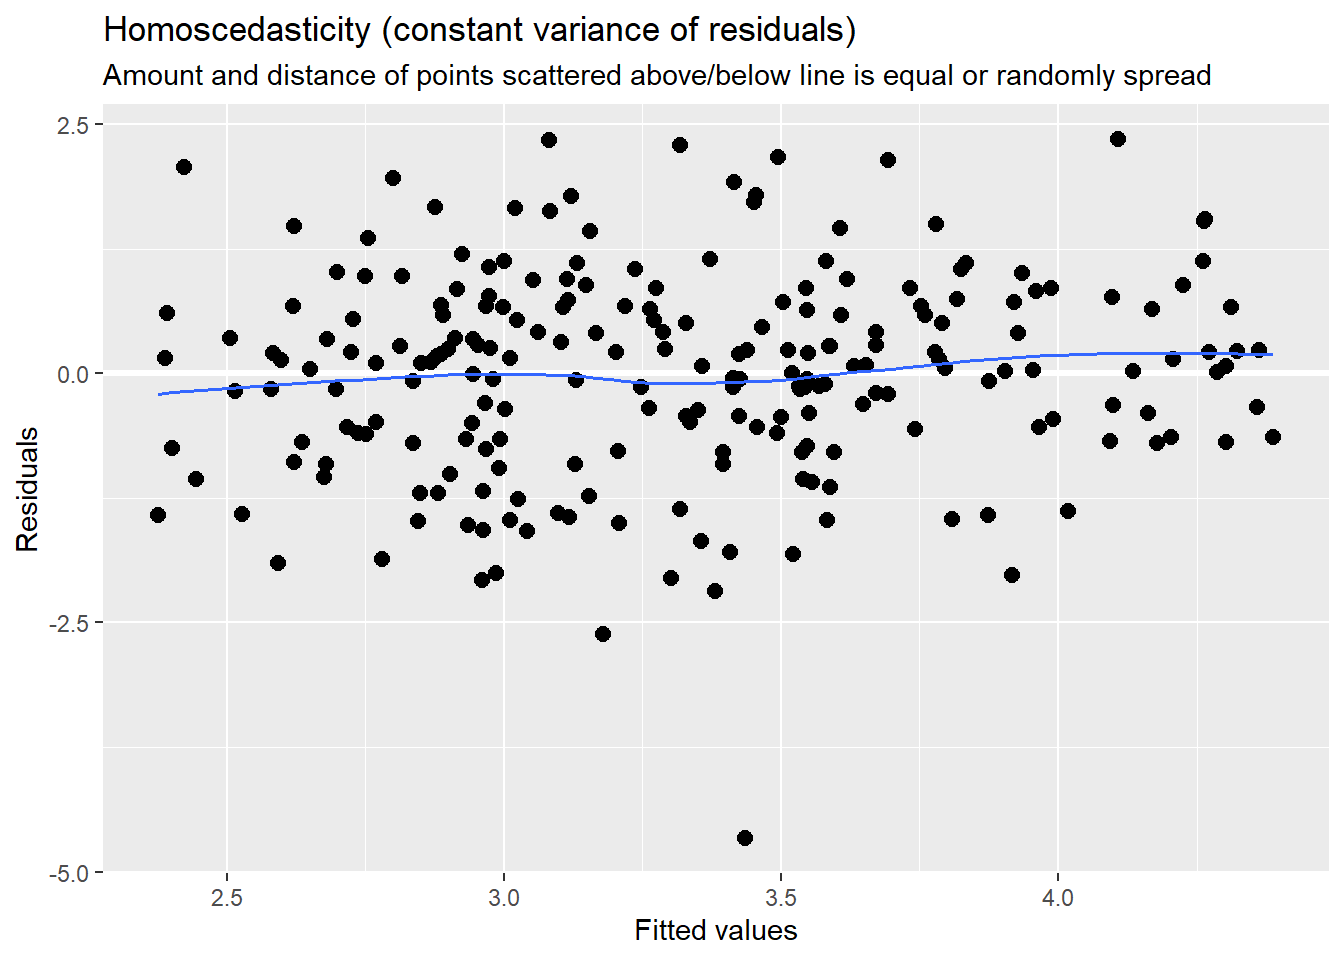 Homoscedasticity (constant variance of residuals)
Amount and distance of points scattered above/below line is equal or randomly spread
2.5
0.0
-2.5
-5.0
Residuals
2.5 3.0 3.5 4.0
Fitted values